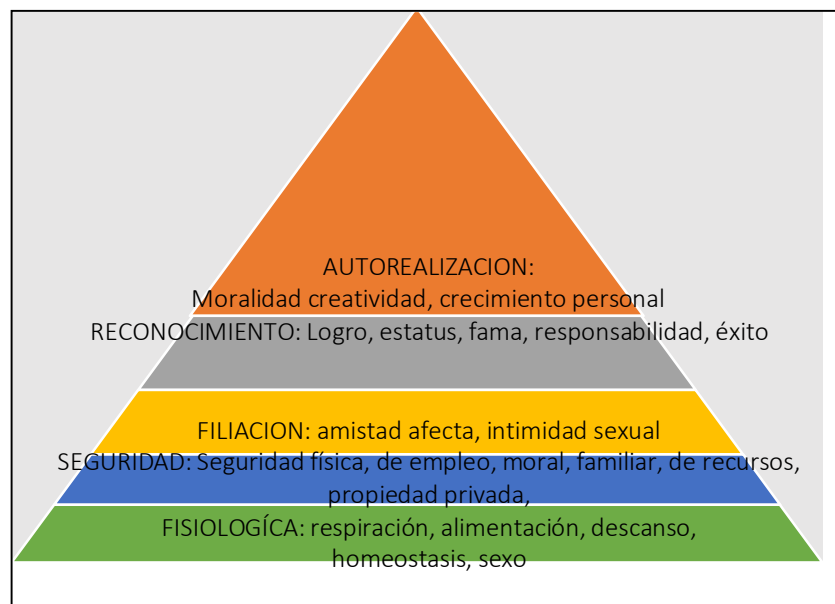 AUTOREALIZACION:
Moralidad creatividad, crecimiento personal
RECONOCIMIENTO: Logro, estatus, fama, responsabilidad, éxito
FILIACION: amistad afecta, intimidad sexual
SEGURIDAD: Seguridad física, de empleo, moral, familiar, de recursos,
propiedad privada,
FISIOLOGÍCA: respiración, alimentación, descanso,
homeostasis, sexo